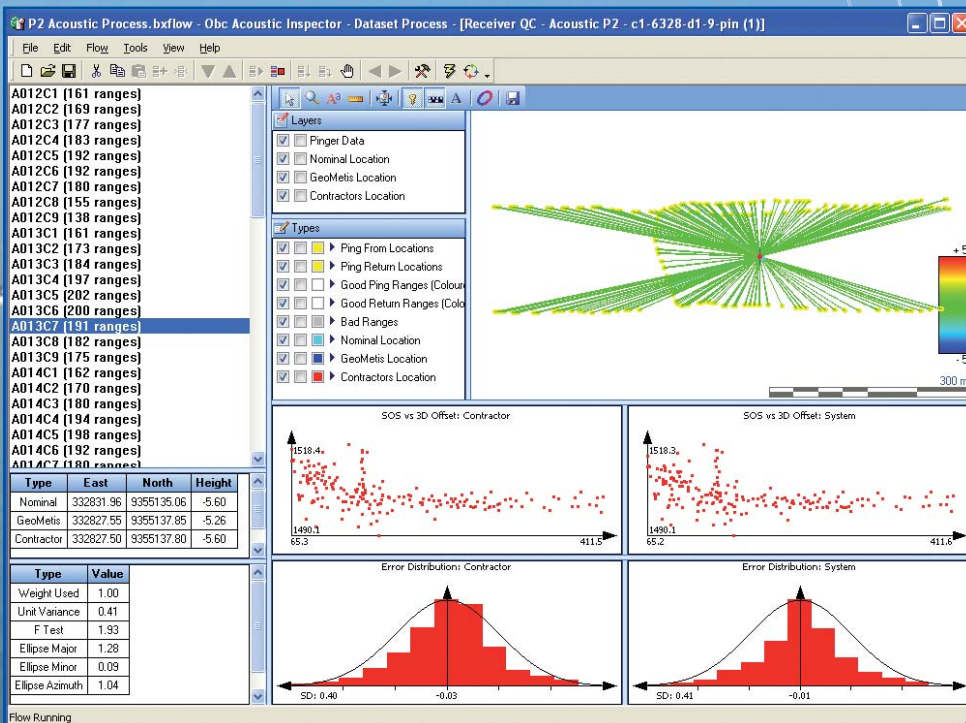 P2 Acoustic Process.bxflow - Obc Acoustic Inspector - Dataset Process - [Receiver QC - Acoustic P2 - c1-6328-d1-9-pin (1)]
File Edit Flow Tools View Help
A012C1 (161 ranges)
A012C2 (169 ranges)
A012C3 (177 ranges)
A012C4 (183 ranges)
A012C5 (192 ranges)
A012C6 (192 ranges)
A012C7 (180 ranges)
A012C8 (155 ranges)
A012C9 (138 ranges)
A013C1 (161 ranges)
A013C2 (173 ranges)
A013C3 (184 ranges)
A013C4 (197 ranges)
A013C5 (202 ranges)
A013C6 (200 ranges)
A013C7 (191 ranges)
A013C8 (182 ranges)
A013C9 (175 ranges)
A014C1 (162 ranges)
A014C2 (170 ranges)
A014C3 (180 ranges)
A014C4 (194 ranges)
A014C5 (198 ranges)
A014C6 (192 ranges)
A014C7 (180 ranges)
Type East North Height
Nominal 332831.96 9355135.06 -5.60
GeoMetis 332827.55 9355137.85 -5.26
Contractor 332827.50 9355137.80 -5.60
Type Value
Weight Used 1.00
Unit Variance 0.41
F Test 1.93
Ellipse Major 1.28
Ellipse Minor 0.09
Ellipse Azimuth 1.04
Layers
Pinger Data
Nominal Location
GeoMetis Location
Contractors Location
Types
Ping From Locations
Ping Return Locations
Good Ping Ranges (Colour
Good Return Ranges (Colo
Bad Ranges
Nominal Location
GeoMetis Location
Contractors Location
+ 5
- 5
300 m
SOS vs 3D Offset: Contractor
1518.4
1490.1
65.3 411.5
SOS vs 3D Offset: System
1518.3
1490.1
65.2 411.6
Error Distribution: Contractor
SD: 0.40 -0.03
Error Distribution: System
SD: 0.41 -0.01
Flow Running